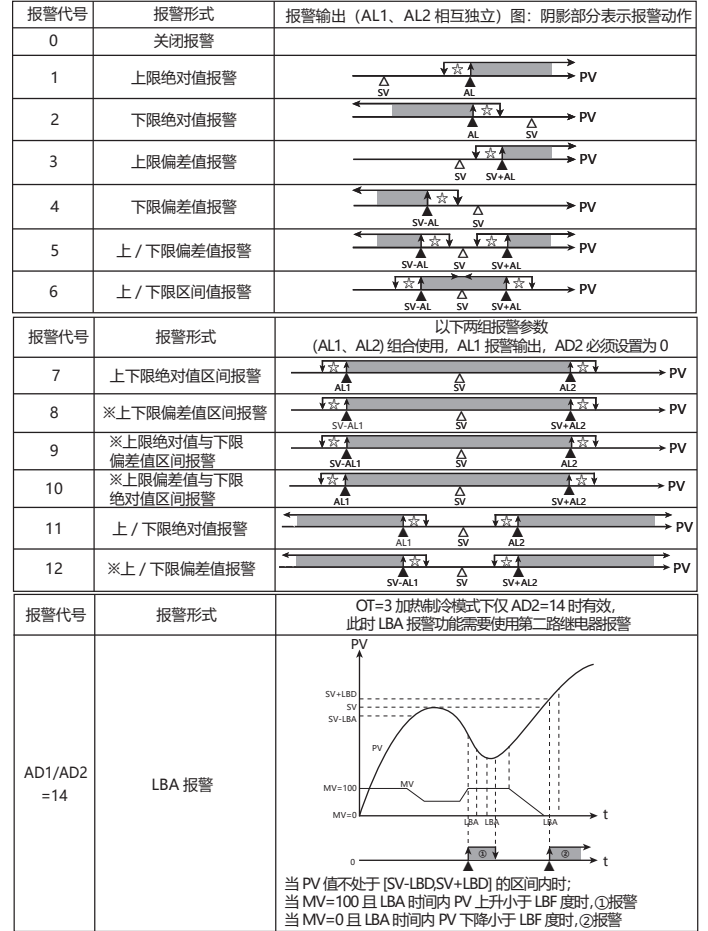 报警代号 报警形式 报警输出（AL1、AL2 相互独立）图：阴影部分表示报警动作
0 关闭报警
1 上限绝对值报警 ☆ PV
SV AL
2 下限绝对值报警 ☆ PV
AL SV
3 上限偏差值报警 ☆ PV
SV SV+AL
4 下限偏差值报警 ☆ PV
SV-AL SV
5 上 / 下限偏差值报警 ☆ ☆ PV
SV-AL SV SV+AL
6 上 / 下限区间值报警 ☆ ☆ PV
SV-AL SV SV+AL
报警代号 报警形式 以下两组报警参数
(AL1、AL2) 组合使用，AL1 报警输出，AD2 必须设置为 0
7 上下限绝对值区间报警 ☆ ☆ PV
AL1 SV AL2
8 ※上下限偏差值区间报警 ☆ ☆ PV
SV-AL1 SV SV+AL2
9 ※上限绝对值与下限
偏差值区间报警 ☆ ☆ PV
SV-AL1 SV AL2
10 ※上限偏差值与下限
绝对值区间报警 ☆ ☆ PV
AL1 SV SV+AL2
11 上 / 下限绝对值报警 ☆ ☆ PV
AL1 SV AL2
12 ※上 / 下限偏差值报警 ☆ ☆ PV
SV-AL1 SV SV+AL2
报警代号 报警形式 OT=3 加热制冷模式下仅 AD2=14 时有效，
此时 LBA 报警功能需要使用第二路继电器报警
AD1/AD2
=14
LBA 报警
PV
SV+LBD
SV
SV-LBA
PV
MV=100 MV
MV=0 LBA LBA LBA t
0 ① ② t
当 PV 值不处于 [SV-LBD,SV+LBD] 的区间内时;
当 MV=100 且 LBA 时间内 PV 上升小于 LBF 度时,①报警
当 MV=0 且 LBA 时间内 PV 下降小于 LBF 度时,②报警